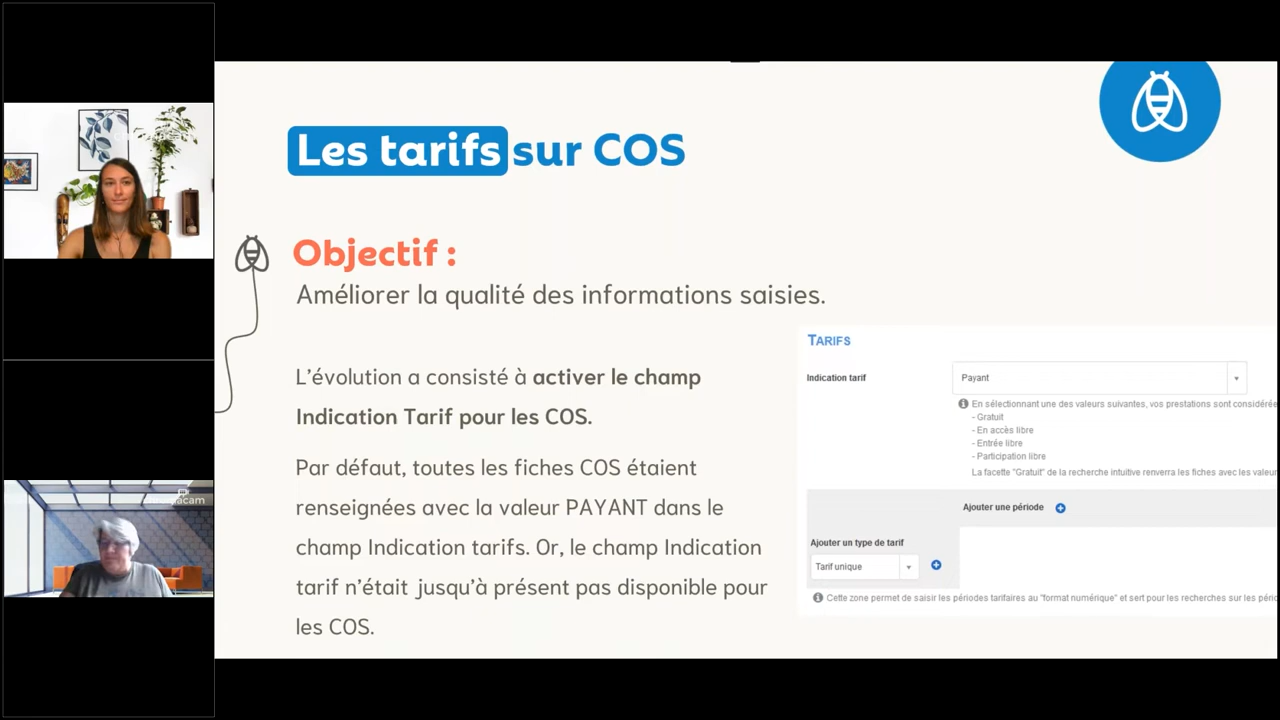 Les tarifs sur COS
Objectif :
Améliorer la qualité des informations saisies.
L'évolution a consisté à activer le champ
Indication Tarif pour les COS.
Par défaut, toutes les fiches COS étaient
renseignées avec la valeur PAYANT dans le
champ Indication tarifs. Or, le champ Indication
tarif n'était jusqu'à présent pas disponible pour
les COS.
TARIFS
Indication tarif
Payant
En sélectionnant une des valeurs suivantes, vos prestations sont considérée
- Gratuit
- En accès libre
- Entrée libre
- Participation libre
La facette "Gratuit" de la recherche intuitive renverra les fiches avec les valeur
Ajouter une période
Ajouter un type de tarif
Tarif unique
Cette zone permet de saisir les périodes tarifaires au "format numérique" et sert pour les recherches sur les pério